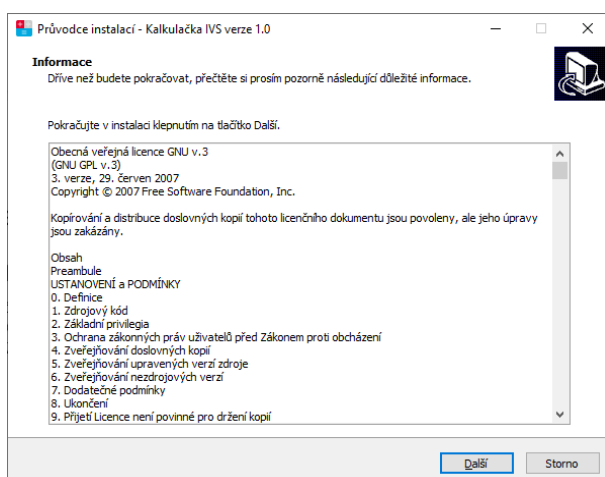 Průvodce instalací - Kalkulačka IVS verze 1.0
Informace
Dříve než budete pokračovat, přečtěte si prosím pozorně následující důležité informace.
Pokračujte v instalaci klepnutím na tlačítko Další.
Obecná veřejná licence GNU v.3
(GNU GPL v.3)
3. verze, 29. červen 2007
Copyright © 2007 Free Software Foundation, Inc.
Kopírování a distribuce doslovných kopií tohoto licenčního dokumentu jsou povoleny, ale jeho úpravy
jsou zakázány.
Obsah
Preambule
USTANOVENÍ a PODMÍNKY
0. Definice
1. Zdrojový kód
2. Základní privilegia
3. Ochrana zákonných práv uživatelů před Zákonem proti obcházení
4. Zveřejňování doslovných kopií
5. Zveřejňování upravených verzí zdroje
6. Zveřejňování nezdrojových verzí
7. Dodatečné podmínky
8. Ukončení
9. Přijetí Licence není povinné pro držení kopií
Další
Storno